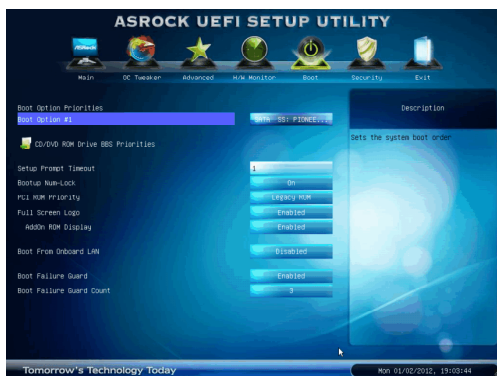 ASROCK UEFI SETUP UTILITY
Main OC Tweaker Advanced H/W Monitor Boot Security Exit
Boot Option Priorities
Boot Option #1 SATA SS: PIONEE...
CD/DVD ROM Drive BBS Priorities
Setup Prompt Timeout 1
Bootup Num-Lock On
PCI ROM Priority Legacy ROM
Full Screen Logo Enabled
AddOn ROM Display Enabled
Boot From Onboard LAN Disabled
Boot Failure Guard Enabled
Boot Failure Guard Count 3
Description
Sets the system boot order
Tomorrow's Technology Today
Mon 01/02/2012, 19:03:44